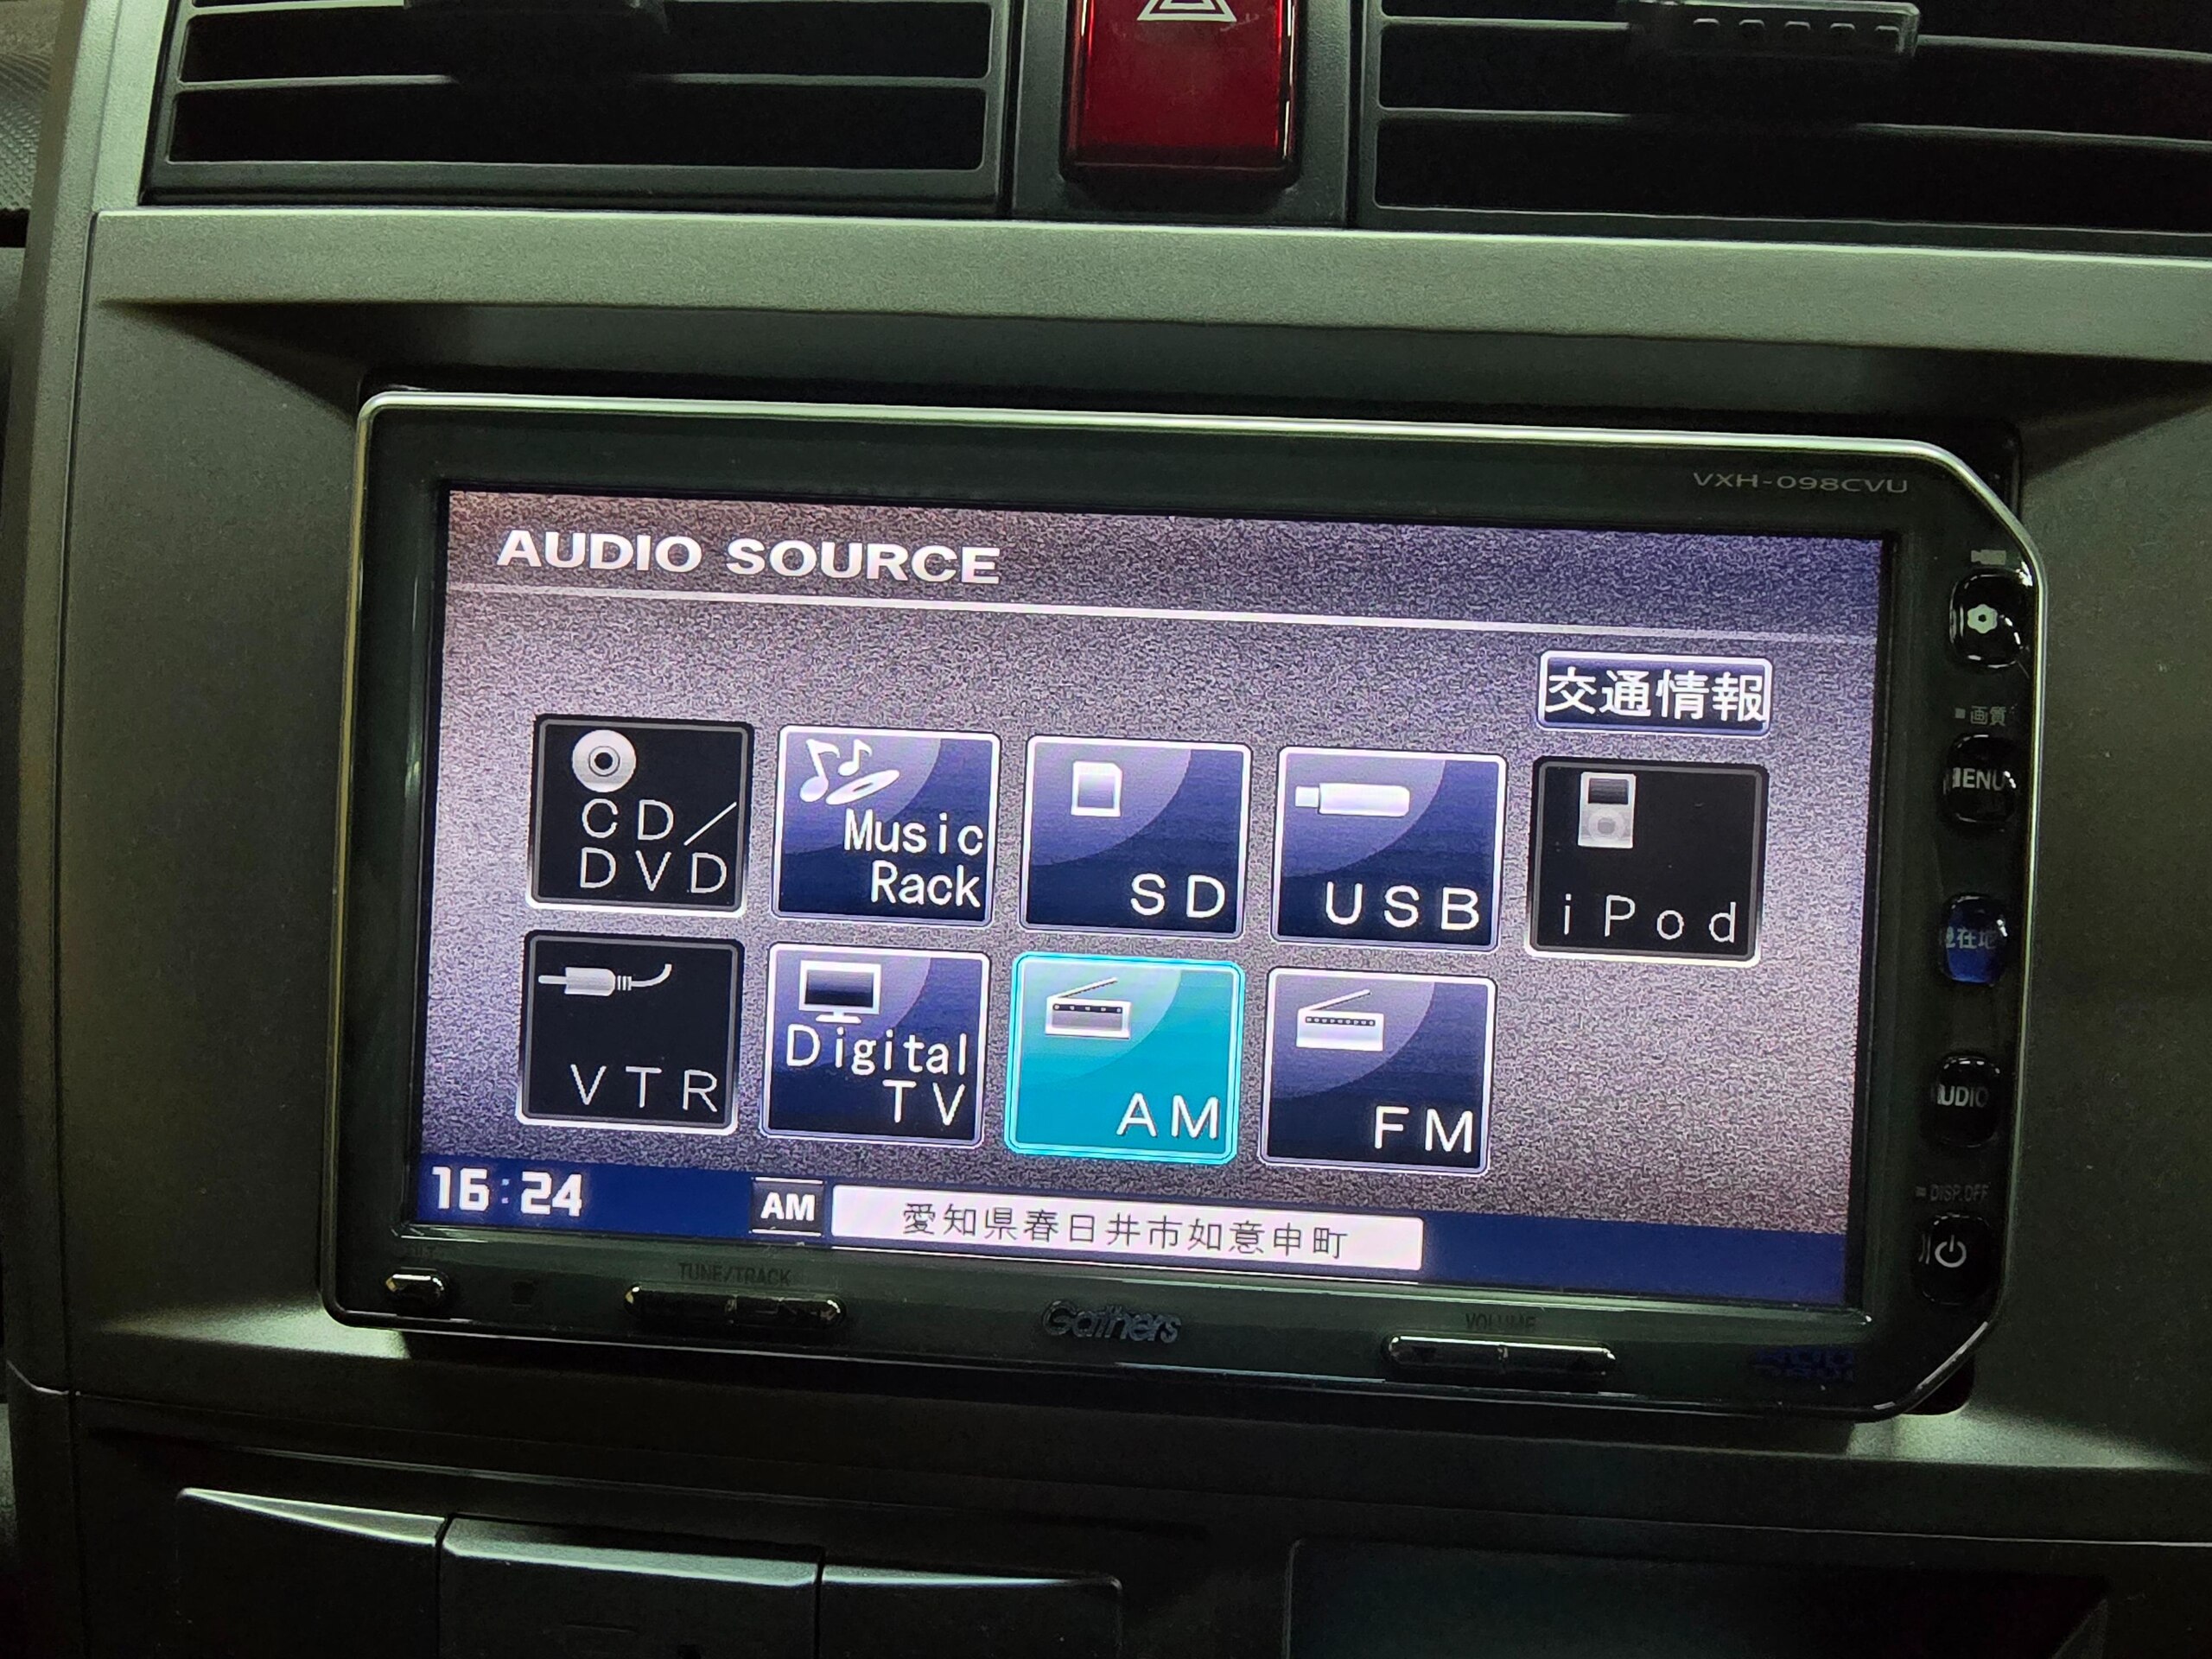 VXH-098CVU
AUDIO SOURCE
交通情報
画質
CD/
DVD
Music
Rack
SD
USB
iPod
MENU
現在地
VTR
Digital
TV
AM
FM
AUDIO
DISP.OFF
16:24
AM
愛知県春日井市如意申町
TUNE/TRACK
Gathers
VOLUME